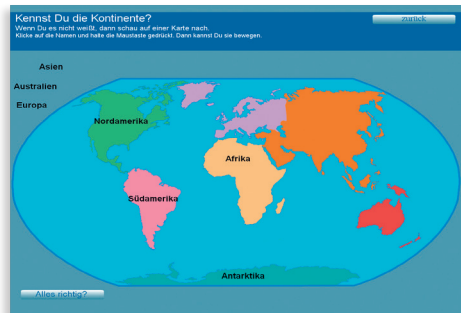 Kennst Du die Kontinente?
zurück
Wenn Du es nicht weißt, dann schau auf einer Karte nach.
Klicke auf die Namen und halte die Maustaste gedrückt. Dann kannst Du sie bewegen.
Asien
Australien
Europa
Nordamerika
Afrika
Südamerika
Antarktika
Alles richtig?